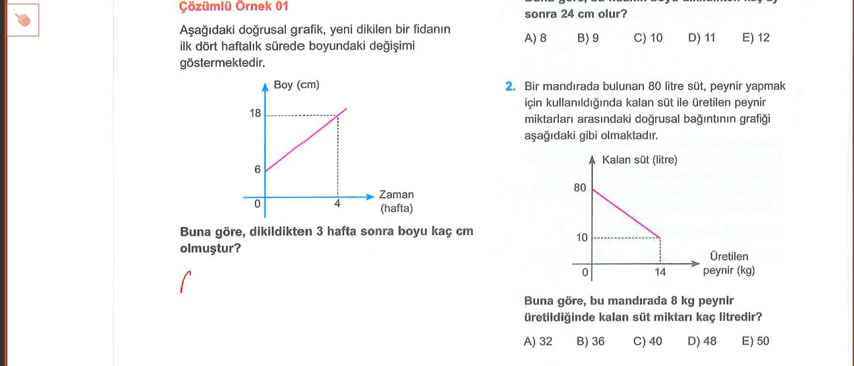 Çözümlü Örnek 01
Aşağıdaki doğrusal grafik, yeni dikilen bir fidanın
ilk dört haftalık sürede boyundaki değişimi
göstermektedir.
Boy (cm)
18
6
0
4
Zaman
(hafta)
Buna göre, dikildikten 3 hafta sonra boyu kaç cm
olmuştur?
sonra 24 cm olur?
A) 8 B) 9 C) 10 D) 11 E) 12
2. Bir mandırada bulunan 80 litre süt, peynir yapmak
için kullanıldığında kalan süt ile üretilen peynir
miktarları arasındaki doğrusal bağıntının grafiği
aşağıdaki gibi olmaktadır.
Kalan süt (litre)
80
10
0
14
Üretilen
peynir (kg)
Buna göre, bu mandırada 8 kg peynir
üretildiğinde kalan süt miktarı kaç litredir?
A) 32 B) 36 C) 40 D) 48 E) 50